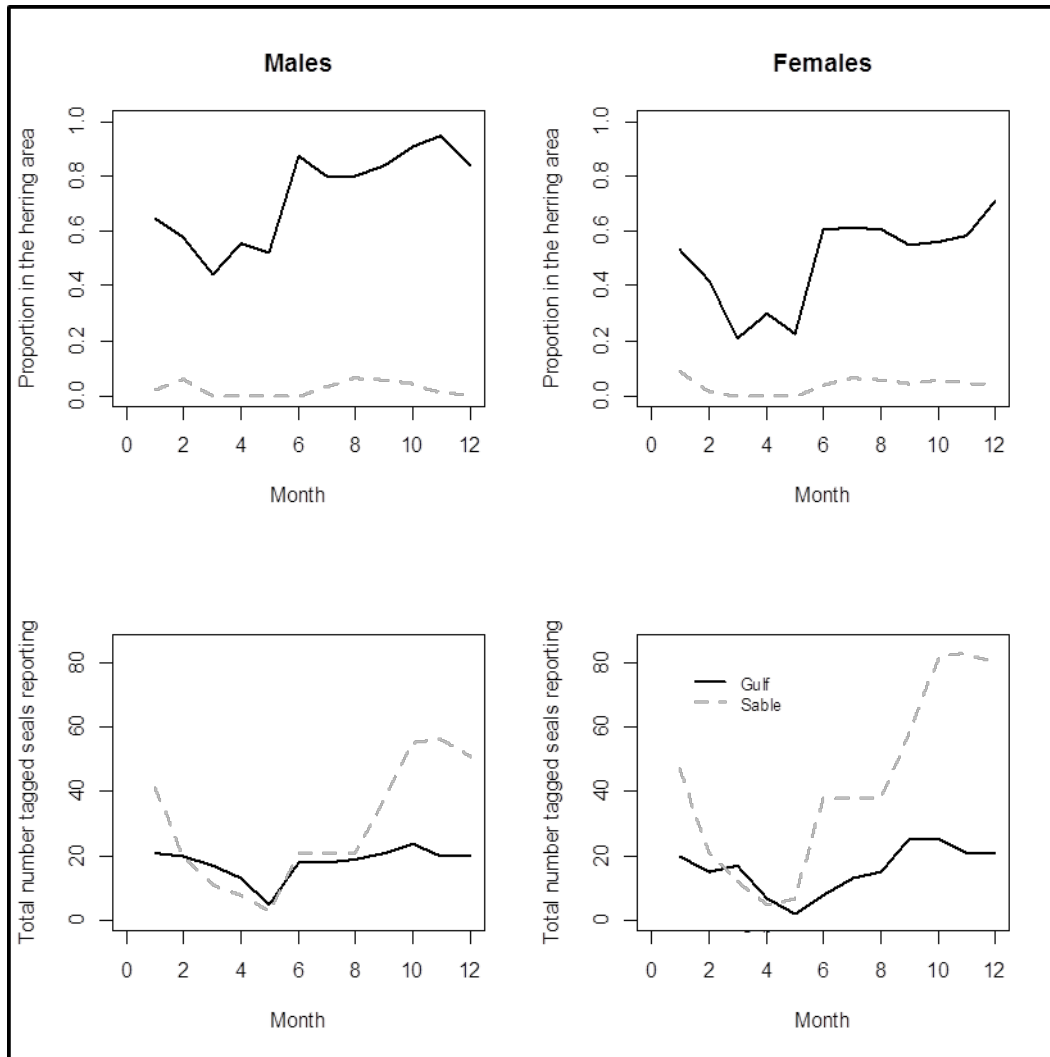 Males
Females
Proportion in the herring area
0.0 0.2 0.4 0.6 0.8 1.0
0 2 4 6 8 10 12
Month
Proportion in the herring area
0.0 0.2 0.4 0.6 0.8 1.0
0 2 4 6 8 10 12
Month
Total number tagged seals reporting
0 20 40 60 80
0 2 4 6 8 10 12
Month
Total number tagged seals reporting
0 20 40 60 80
Gulf
Sable
0 2 4 6 8 10 12
Month